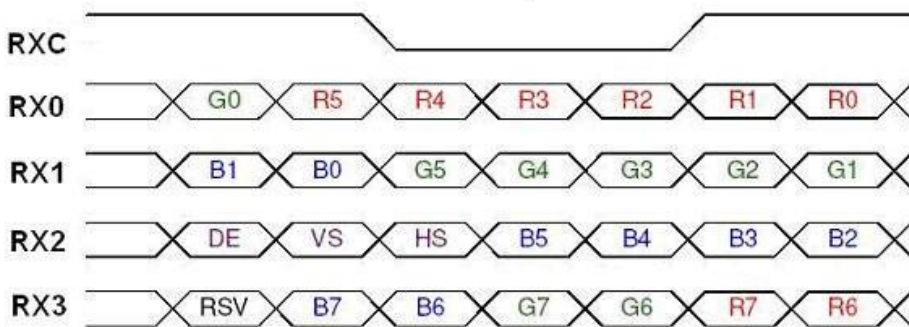 RXC
RX0 G0 R5 R4 R3 R2 R1 R0
RX1 B1 B0 G5 G4 G3 G2 G1
RX2 DE VS HS B5 B4 B3 B2
RX3 RSV B7 B6 G7 G6 R7 R6